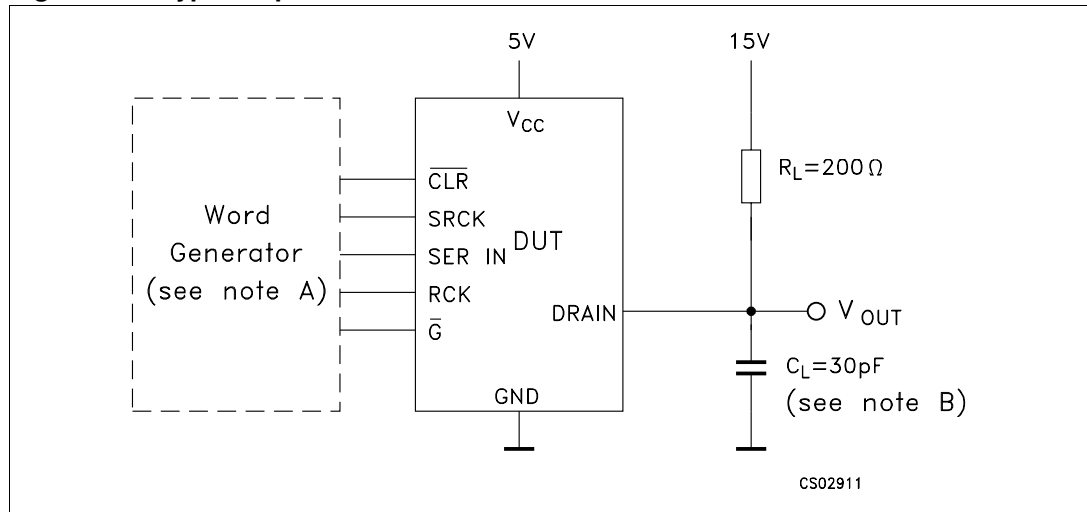 5V
15V
VCC
CLR
SRCK
SER IN
RCK
G
DUT
DRAIN
GND
Word
Generator
(see note A)
RL=200Ω
VOUT
CL=30pF
(see note B)
CS02911